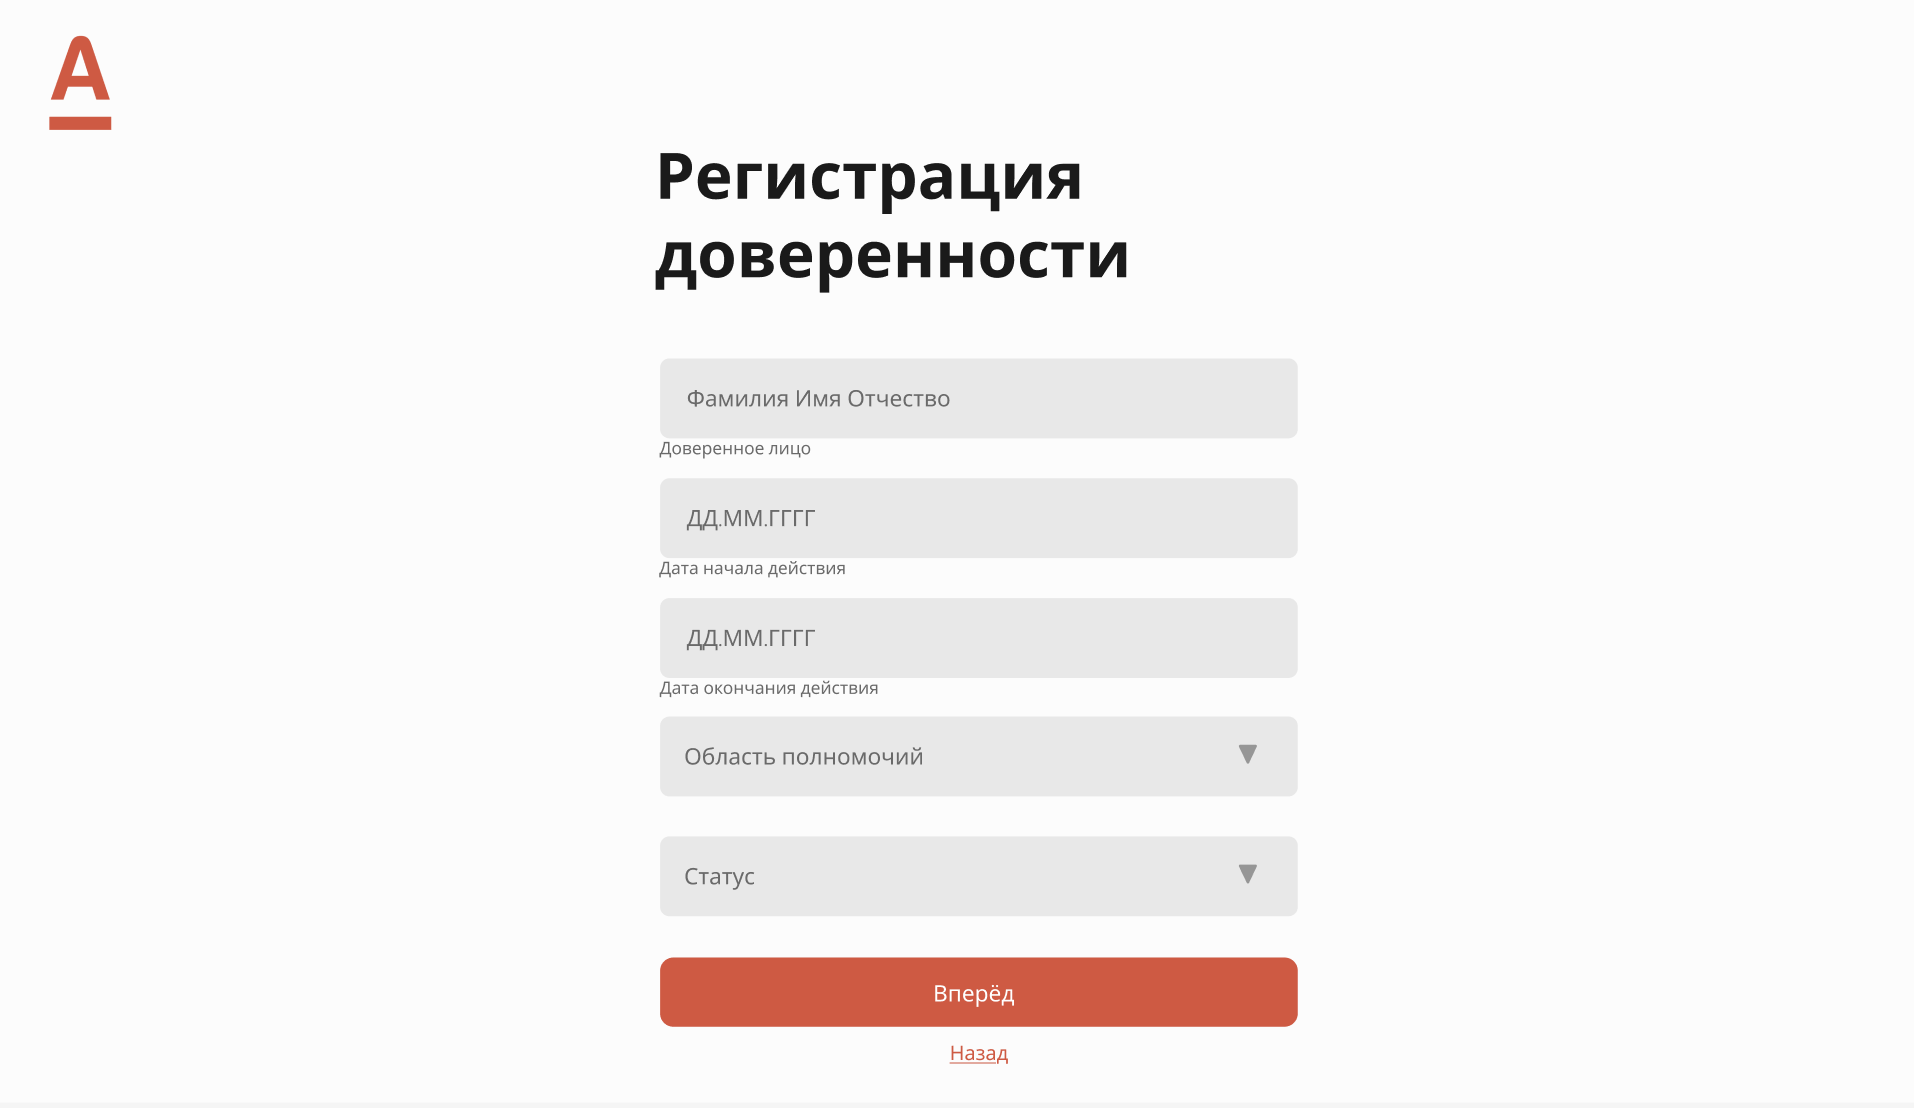 А
Регистрация
доверенности
Фамилия Имя Отчество
Доверенное лицо
ДД.ММ.ГГГГ
Дата начала действия
ДД.ММ.ГГГГ
Дата окончания действия
Область полномочий
Статус
Вперёд
Назад